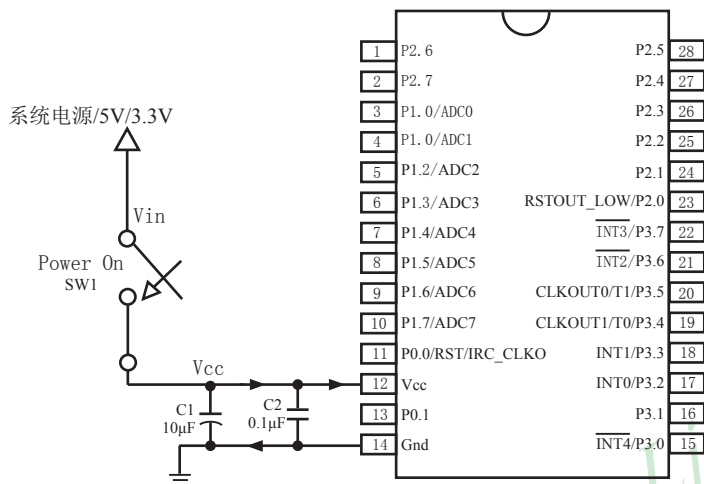 系统电源/5V/3.3V
Vin
Power On
SW1
Vcc
C1
10μF
C2
0.1μF
1 P2.6
2 P2.7
3 P1.0/ADC0
4 P1.0/ADC1
5 P1.2/ADC2
6 P1.3/ADC3
7 P1.4/ADC4
8 P1.5/ADC5
9 P1.6/ADC6
10 P1.7/ADC7
11 P0.0/RST/IRC_CLKO
12 Vcc
13 P0.1
14 Gnd
P2.5 28
P2.4 27
P2.3 26
P2.2 25
P2.1 24
RSTOUT_LOW/P2.0 23
INT3/P3.7 22
INT2/P3.6 21
CLKOUT0/T1/P3.5 20
CLKOUT1/T0/P3.4 19
INT1/P3.3 18
INT0/P3.2 17
P3.1 16
INT4/P3.0 15